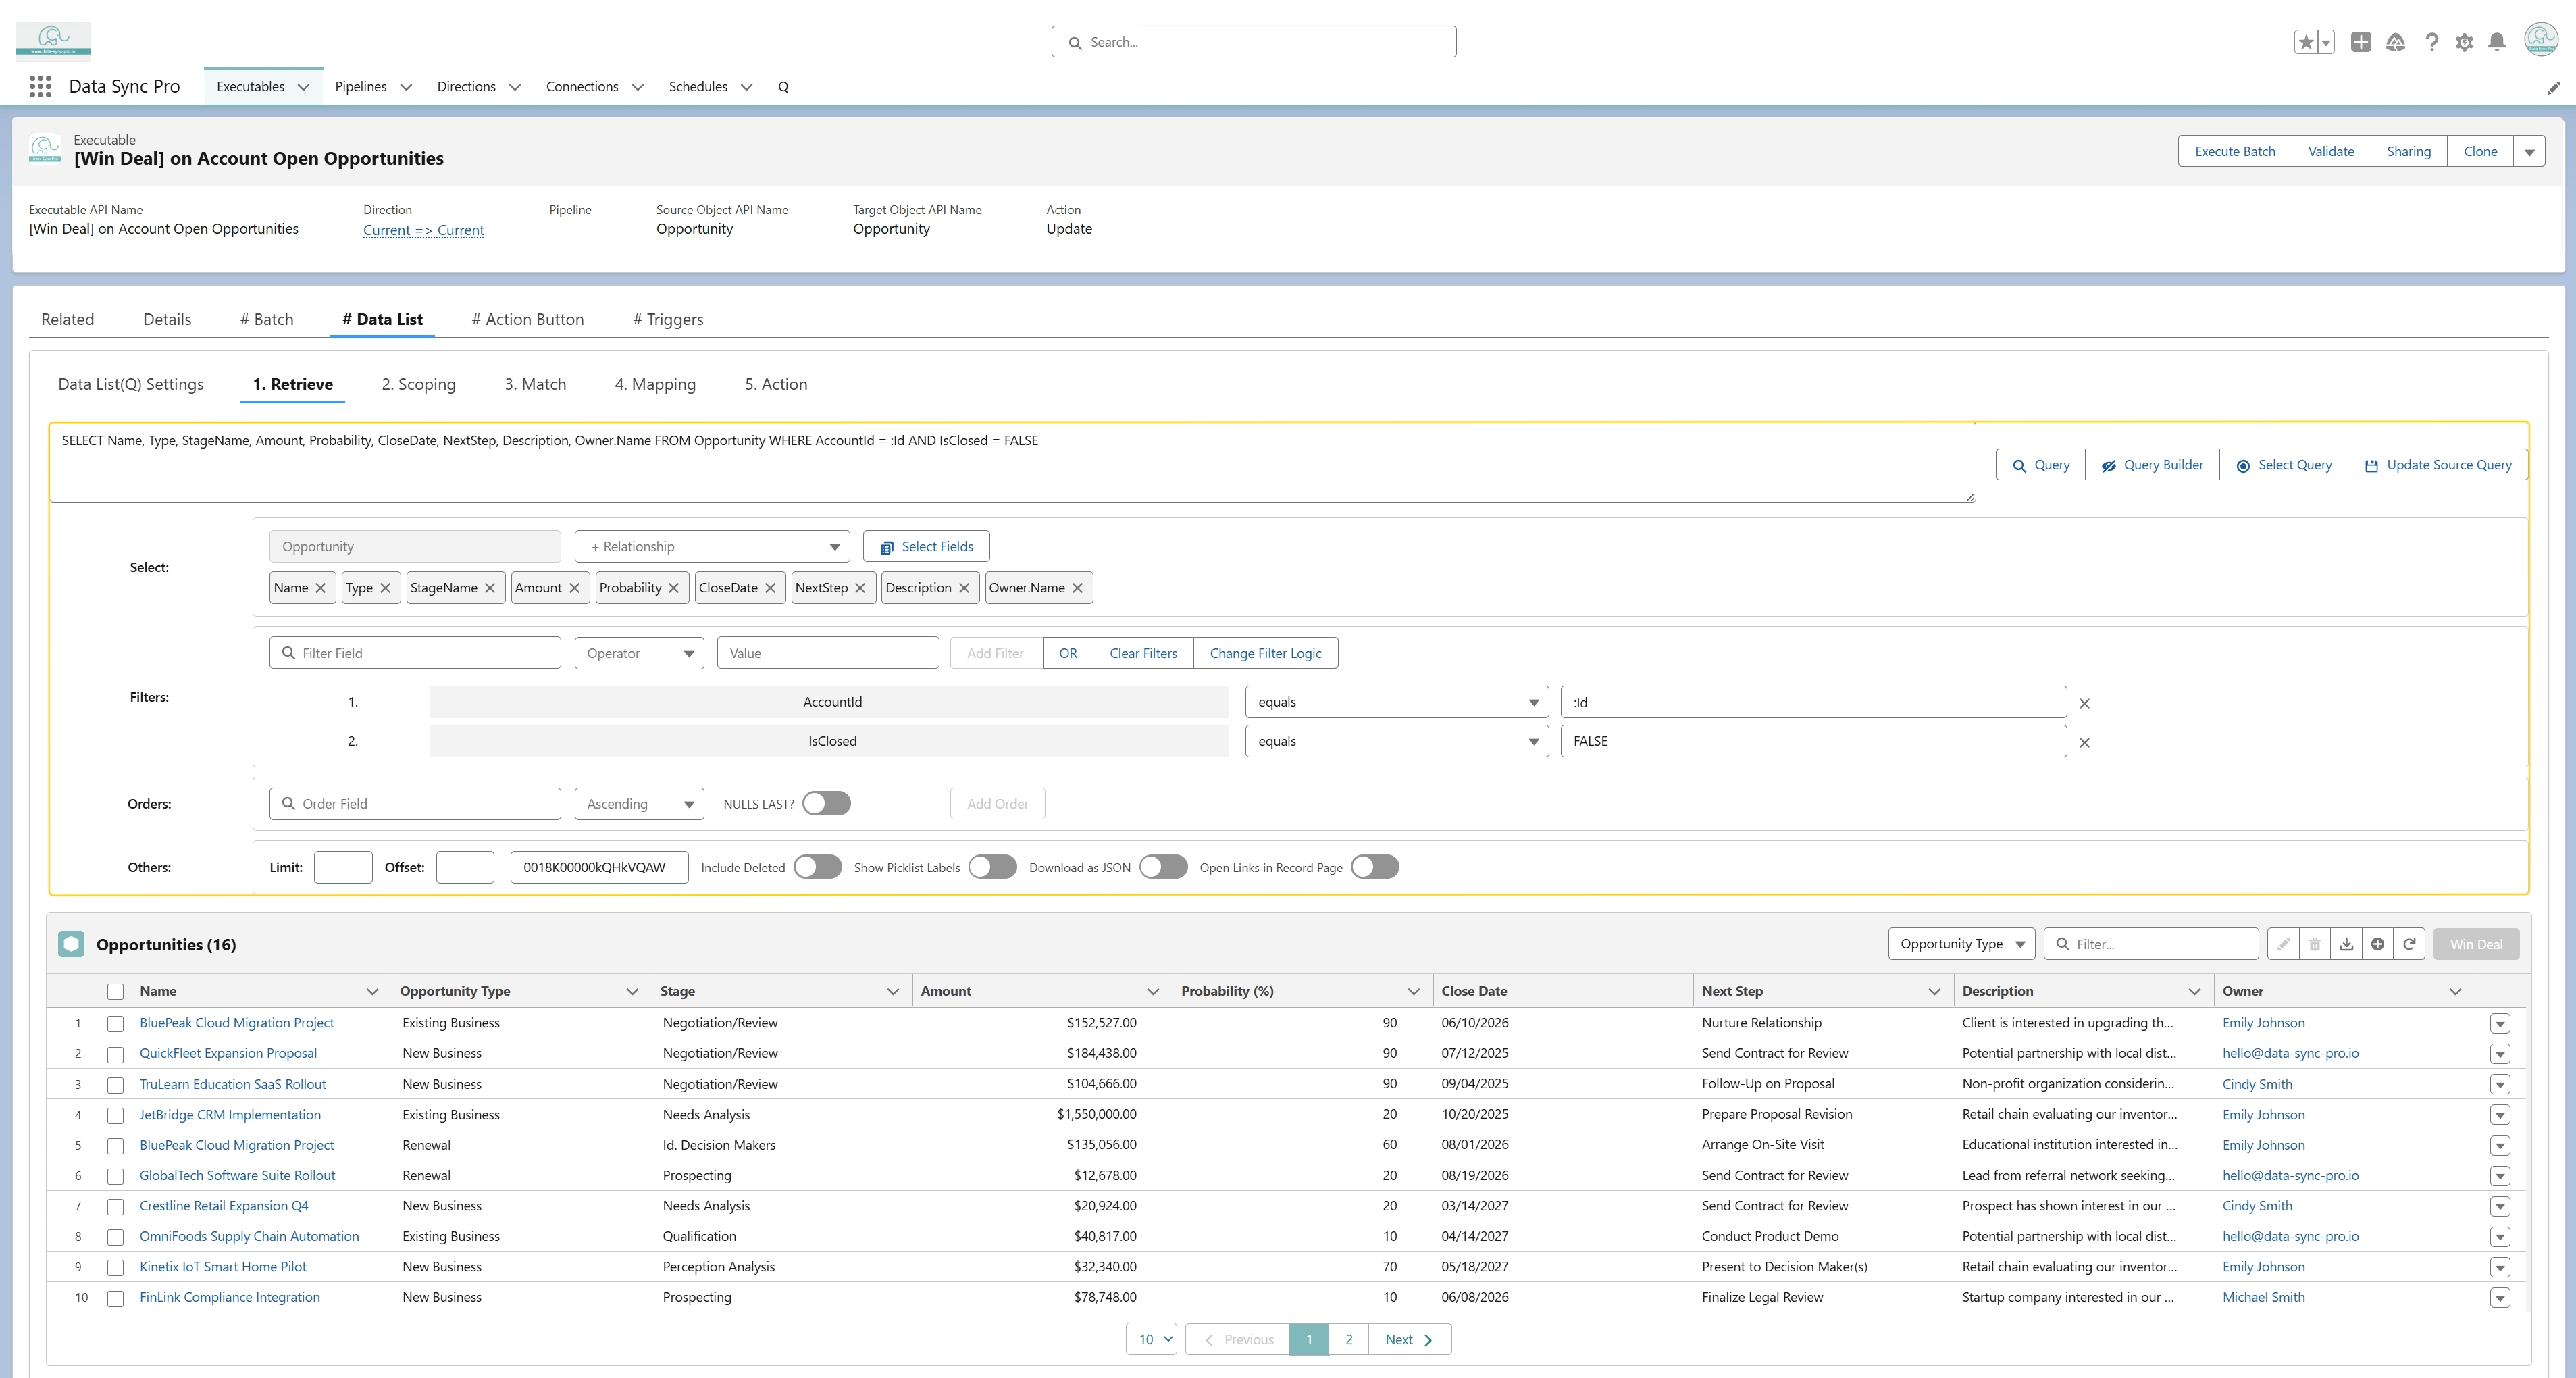 www.data-sync-pro.io
Search...
Data Sync Pro
Executables
Pipelines
Directions
Connections
Schedules
Q
Executable
[Win Deal] on Account Open Opportunities
Execute Batch
Validate
Sharing
Clone
Executable API Name
Direction
Pipeline
Source Object API Name
Target Object API Name
Action
[Win Deal] on Account Open Opportunities
Current => Current
Opportunity
Opportunity
Update
Related
Details
# Batch
# Data List
# Action Button
# Triggers
Data List(Q) Settings
1. Retrieve
2. Scoping
3. Match
4. Mapping
5. Action
SELECT Name, Type, StageName, Amount, Probability, CloseDate, NextStep, Description, Owner.Name FROM Opportunity WHERE AccountId = :Id AND IsClosed = FALSE
Query
Query Builder
Select Query
Update Source Query
Select:
Opportunity
+ Relationship
Select Fields
Name
Type
StageName
Amount
Probability
CloseDate
NextStep
Description
Owner.Name
Filters:
Filter Field
Operator
Value
Add Filter
OR
Clear Filters
Change Filter Logic
1. AccountId equals :Id
2. IsClosed equals FALSE
Orders:
Order Field
Ascending
NULLS LAST?
Add Order
Others:
Limit:
Offset:
0018K00000kQHkVQAW
Include Deleted
Show Picklist Labels
Download as JSON
Open Links in Record Page
Opportunities (16)
Opportunity Type
Filter...
Win Deal
Name Opportunity Type Stage Amount Probability (%) Close Date Next Step Description Owner
1 BluePeak Cloud Migration Project Existing Business Negotiation/Review $152,527.00 90 06/10/2026 Nurture Relationship Client is interested in upgrading th... Emily Johnson
2 QuickFleet Expansion Proposal New Business Negotiation/Review $184,438.00 90 07/12/2025 Send Contract for Review Potential partnership with local dist... hello@data-sync-pro.io
3 TruLearn Education SaaS Rollout New Business Negotiation/Review $104,666.00 90 09/04/2025 Follow-Up on Proposal Non-profit organization considerin... Cindy Smith
4 JetBridge CRM Implementation Existing Business Needs Analysis $1,550,000.00 20 10/20/2025 Prepare Proposal Revision Retail chain evaluating our inventor... Emily Johnson
5 BluePeak Cloud Migration Project Renewal Id. Decision Makers $135,056.00 60 08/01/2026 Arrange On-Site Visit Educational institution interested in... Emily Johnson
6 GlobalTech Software Suite Rollout Renewal Prospecting $12,678.00 20 08/19/2026 Send Contract for Review Lead from referral network seeking... hello@data-sync-pro.io
7 Crestline Retail Expansion Q4 New Business Needs Analysis $20,924.00 20 03/14/2027 Send Contract for Review Prospect has shown interest in our ... Cindy Smith
8 OmniFoods Supply Chain Automation Existing Business Qualification $40,817.00 10 04/14/2027 Conduct Product Demo Potential partnership with local dist... hello@data-sync-pro.io
9 Kinetix IoT Smart Home Pilot New Business Perception Analysis $32,340.00 70 05/18/2027 Present to Decision Maker(s) Retail chain evaluating our inventor... Emily Johnson
10 FinLink Compliance Integration New Business Prospecting $78,748.00 10 06/08/2026 Finalize Legal Review Startup company interested in our ... Michael Smith
10
Previous
1
2
Next